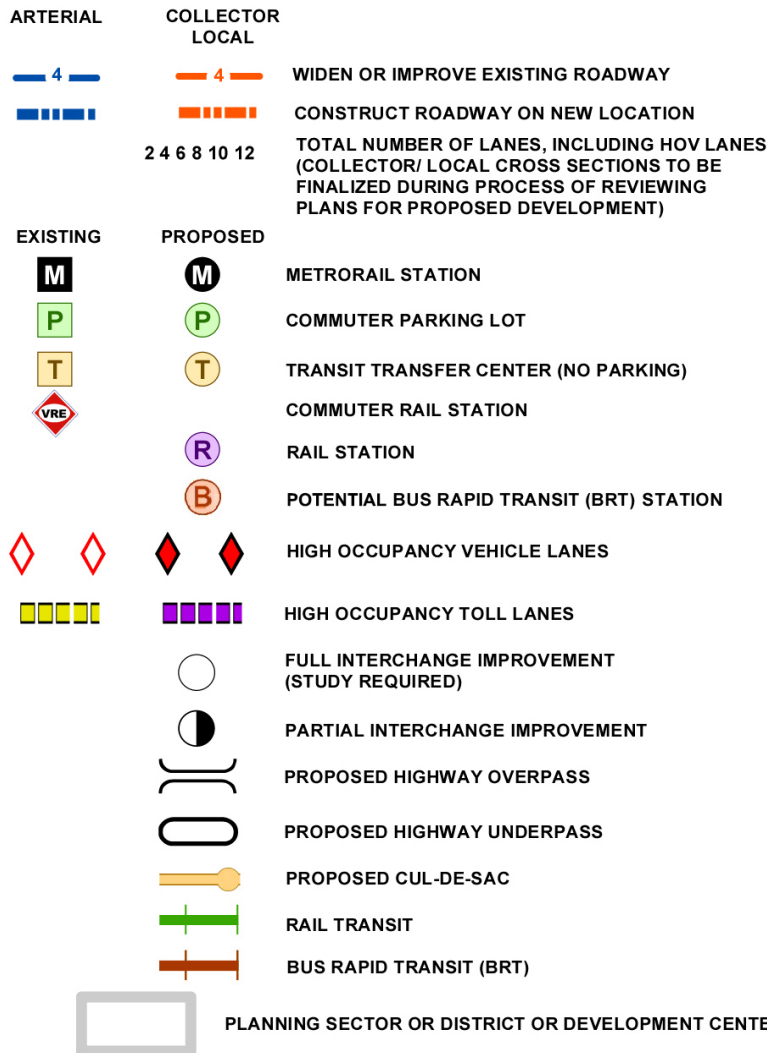 ARTERIAL COLLECTOR
LOCAL
4 4 WIDEN OR IMPROVE EXISTING ROADWAY
CONSTRUCT ROADWAY ON NEW LOCATION
2 4 6 8 10 12 TOTAL NUMBER OF LANES, INCLUDING HOV LANES
(COLLECTOR/ LOCAL CROSS SECTIONS TO BE
FINALIZED DURING PROCESS OF REVIEWING
PLANS FOR PROPOSED DEVELOPMENT)
EXISTING PROPOSED
M M METRORAIL STATION
P P COMMUTER PARKING LOT
T T TRANSIT TRANSFER CENTER (NO PARKING)
VRE COMMUTER RAIL STATION
R RAIL STATION
B POTENTIAL BUS RAPID TRANSIT (BRT) STATION
HIGH OCCUPANCY VEHICLE LANES
HIGH OCCUPANCY TOLL LANES
FULL INTERCHANGE IMPROVEMENT
(STUDY REQUIRED)
PARTIAL INTERCHANGE IMPROVEMENT
PROPOSED HIGHWAY OVERPASS
PROPOSED HIGHWAY UNDERPASS
PROPOSED CUL-DE-SAC
RAIL TRANSIT
BUS RAPID TRANSIT (BRT)
PLANNING SECTOR OR DISTRICT OR DEVELOPMENT CENTE